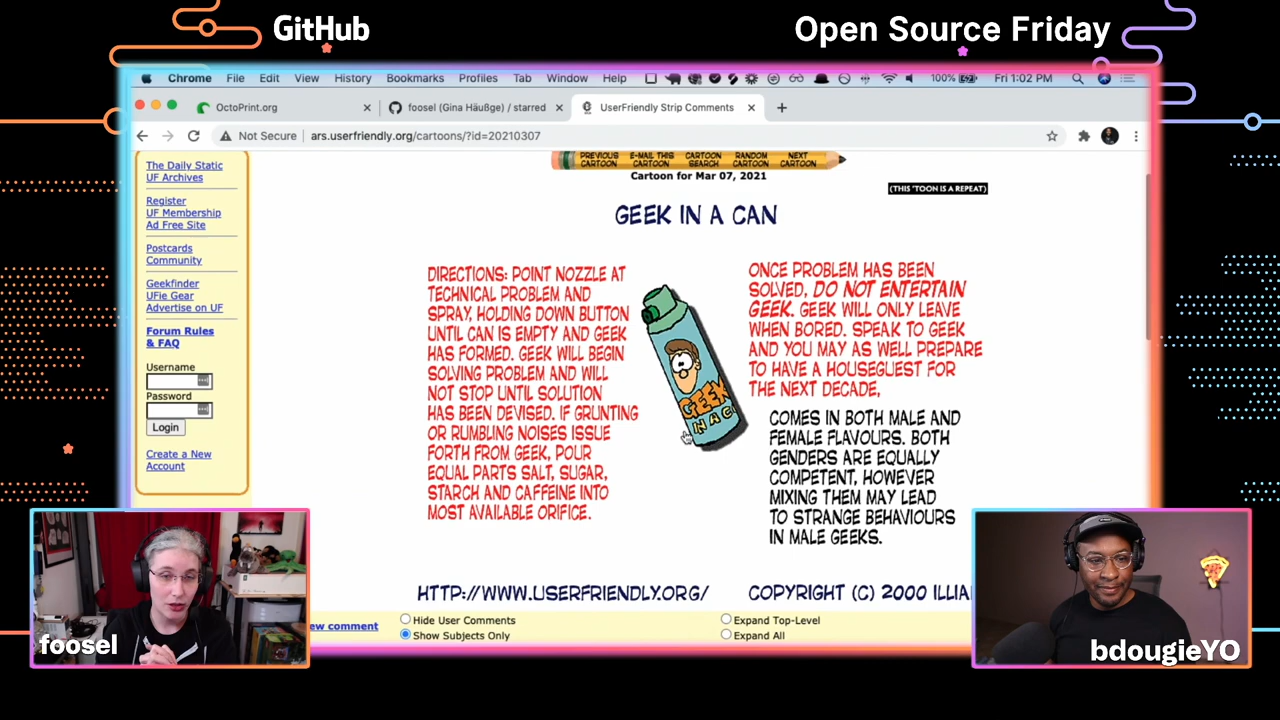 GitHub
Open Source Friday
Chrome File Edit View History Bookmarks Profiles Tab Window Help 100% Fri 1:02 PM
OctoPrint.org
foosel (Gina Häußge) / starred
UserFriendly Strip Comments
Not Secure ars.userfriendly.org/cartoons/?id=20210307
PREVIOUS CARTOON
E-MAIL THIS CARTOON
CARTOON SEARCH
RANDOM CARTOON
NEXT CARTOON
Cartoon for Mar 07, 2021
(THIS 'TOON IS A REPEAT)
The Daily Static
UF Archives
Register
UF Membership
Ad Free Site
Postcards
Community
Geekfinder
UFie Gear
Advertise on UF
Forum Rules
& FAQ
Username
Password
Login
Create a New
Account
GEEK IN A CAN
DIRECTIONS: POINT NOZZLE AT
TECHNICAL PROBLEM AND
SPRAY, HOLDING DOWN BUTTON
UNTIL CAN IS EMPTY AND GEEK
HAS FORMED. GEEK WILL BEGIN
SOLVING PROBLEM AND WILL
NOT STOP UNTIL SOLUTION
HAS BEEN DEVISED. IF GRUNTING
OR RUMBLING NOISES ISSUE
FORTH FROM GEEK, POUR
EQUAL PARTS SALT, SUGAR,
STARCH AND CAFFEINE INTO
MOST AVAILABLE ORIFICE.
GEEK
IN A C
ONCE PROBLEM HAS BEEN
SOLVED, DO NOT ENTERTAIN
GEEK. GEEK WILL ONLY LEAVE
WHEN BORED. SPEAK TO GEEK
AND YOU MAY AS WELL PREPARE
TO HAVE A HOUSEGUEST FOR
THE NEXT DECADE,
COMES IN BOTH MALE AND
FEMALE FLAVOURS. BOTH
GENDERS ARE EQUALLY
COMPETENT, HOWEVER
MIXING THEM MAY LEAD
TO STRANGE BEHAVIOURS
IN MALE GEEKS.
HTTP://WWW.USERFRIENDLY.ORG/
COPYRIGHT (C) 2000 ILLIA
ew comment
Hide User Comments
Show Subjects Only
Expand Top-Level
Expand All
foosel
bdougieYO